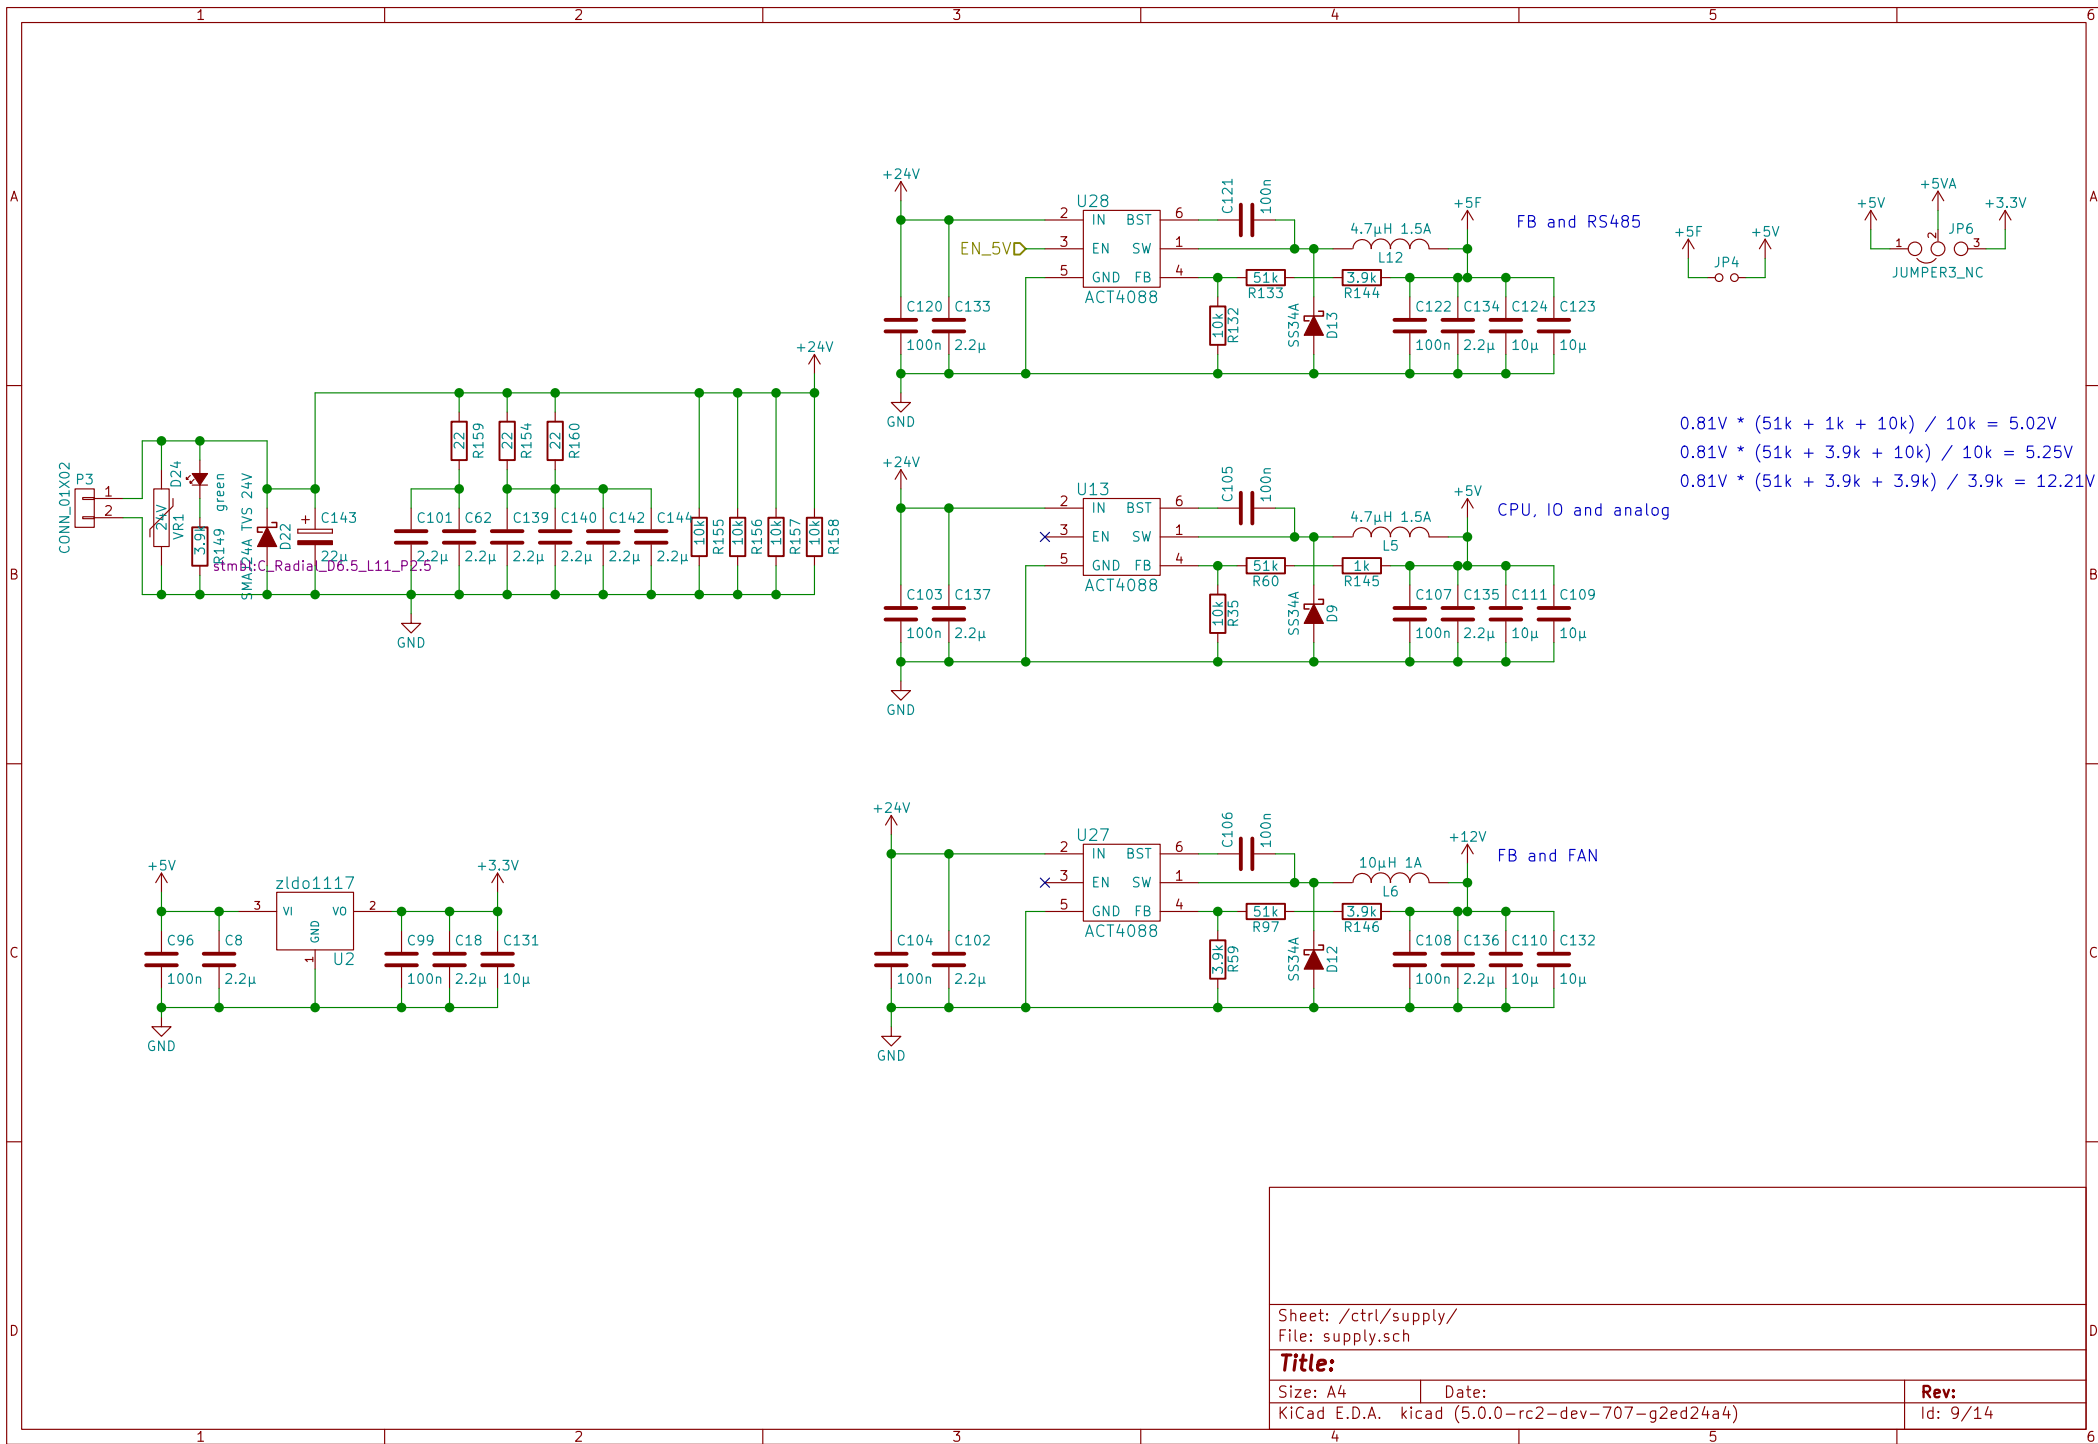 1 2 3 4 5 6
A
B
C
D
A
B
C
D
1 2 3 4 5 6
+24V
EN_5V
U28
2 IN BST 6
3 EN SW 1
5 GND FB 4
ACT4088
C121
100n
4.7µH 1.5A
L12
+5F
FB and RS485
51k
R133
3.9k
R144
10k
R132
SS34A
D13
C120
100n
C133
2.2µ
C122
100n
C134
2.2µ
C124
10µ
C123
10µ
GND
+5F
+5V
JP4
+5V
+5VA
+3.3V
1 2 3
JP6
JUMPER3_NC
0.81V * (51k + 1k + 10k) / 10k = 5.02V
0.81V * (51k + 3.9k + 10k) / 10k = 5.25V
0.81V * (51k + 3.9k + 3.9k) / 3.9k = 12.21V
CONN_01X02
P3
1
2
24V
VR1
D24
green
3.9k
R149
SMAJ24A TVS 24V
D22
+
C143
22µ
stmbl:C_Radial_D6.5_L11_P2.5
22
R159
22
R154
22
R160
C101
2.2µ
C62
2.2µ
C139
2.2µ
C140
2.2µ
C142
2.2µ
C144
2.2µ
10k
R155
10k
R156
10k
R157
10k
R158
+24V
GND
+24V
U13
2 IN BST 6
3 EN SW 1
5 GND FB 4
ACT4088
C105
100n
4.7µH 1.5A
L5
+5V
CPU, IO and analog
51k
R60
1k
R145
10k
R35
SS34A
D9
C103
100n
C137
2.2µ
C107
100n
C135
2.2µ
C111
10µ
C109
10µ
GND
+5V
zldo1117
3 VI VO 2
GND
1
U2
+3.3V
C96
100n
C8
2.2µ
C99
100n
C18
2.2µ
C131
10µ
GND
+24V
U27
2 IN BST 6
3 EN SW 1
5 GND FB 4
ACT4088
C106
100n
10µH 1A
L6
+12V
FB and FAN
51k
R97
3.9k
R146
3.9k
R59
SS34A
D12
C104
100n
C102
2.2µ
C108
100n
C136
2.2µ
C110
10µ
C132
10µ
GND
Sheet: /ctrl/supply/
File: supply.sch
Title:
Size: A4 Date: Rev:
KiCad E.D.A. kicad (5.0.0-rc2-dev-707-g2ed24a4) Id: 9/14